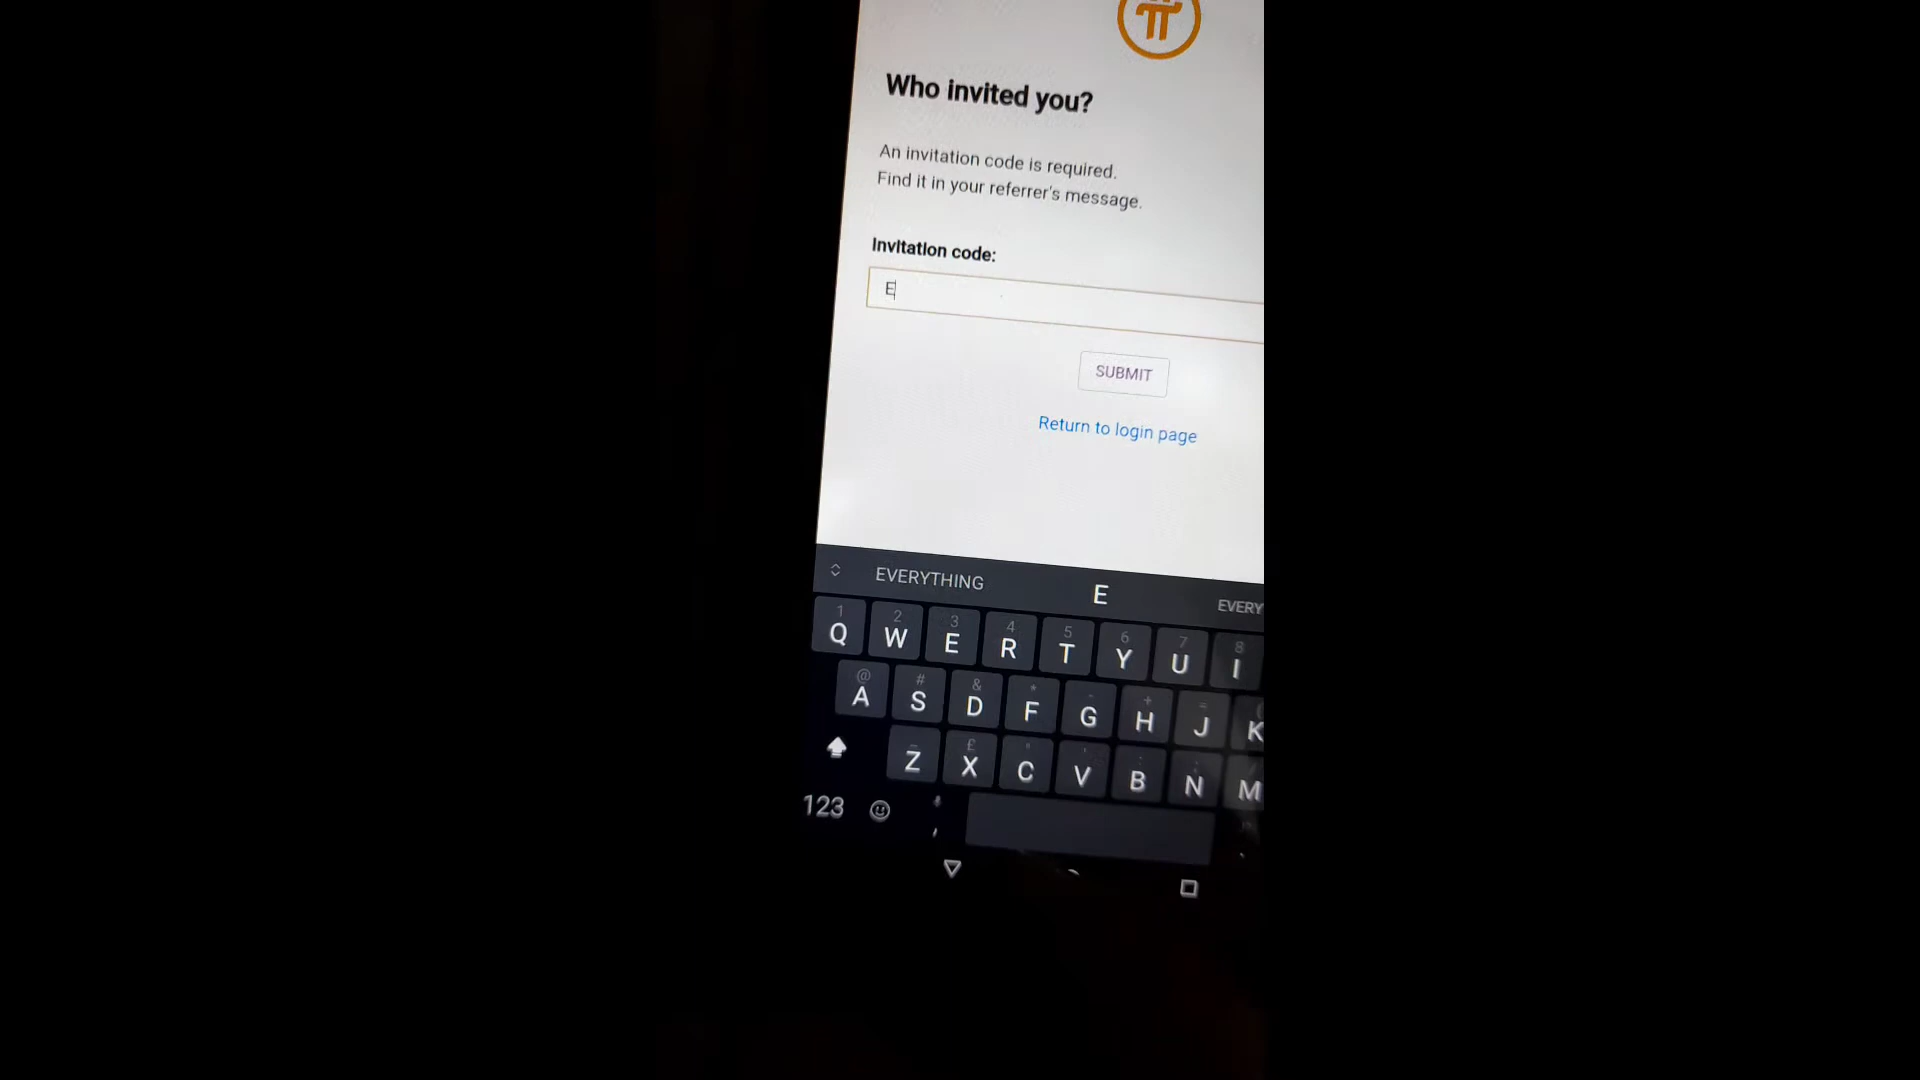 Who invited you?
An invitation code is required.
Find it in your referrer's message.
Invitation code:
E
SUBMIT
Return to login page
EVERYTHING E EVERY
1 2 3 4 5 6 7 8
Q W E R T Y U I
@ # & * - + = (
A S D F G H J K
£
Z X C V B N M
123